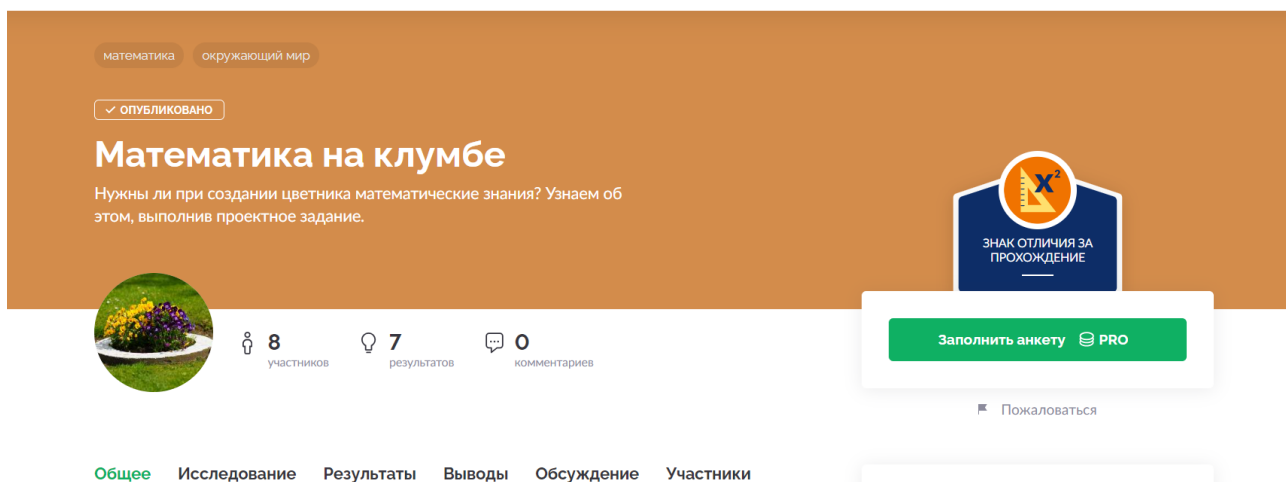 математика окружающий мир
ОПУБЛИКОВАНО
Математика на клумбе
Нужны ли при создании цветника математические знания? Узнаем об
этом, выполнив проектное задание.
x²
ЗНАК ОТЛИЧИЯ ЗА
ПРОХОЖДЕНИЕ
8
участников
7
результатов
0
комментариев
Заполнить анкету PRO
Пожаловаться
Общее Исследование Результаты Выводы Обсуждение Участники